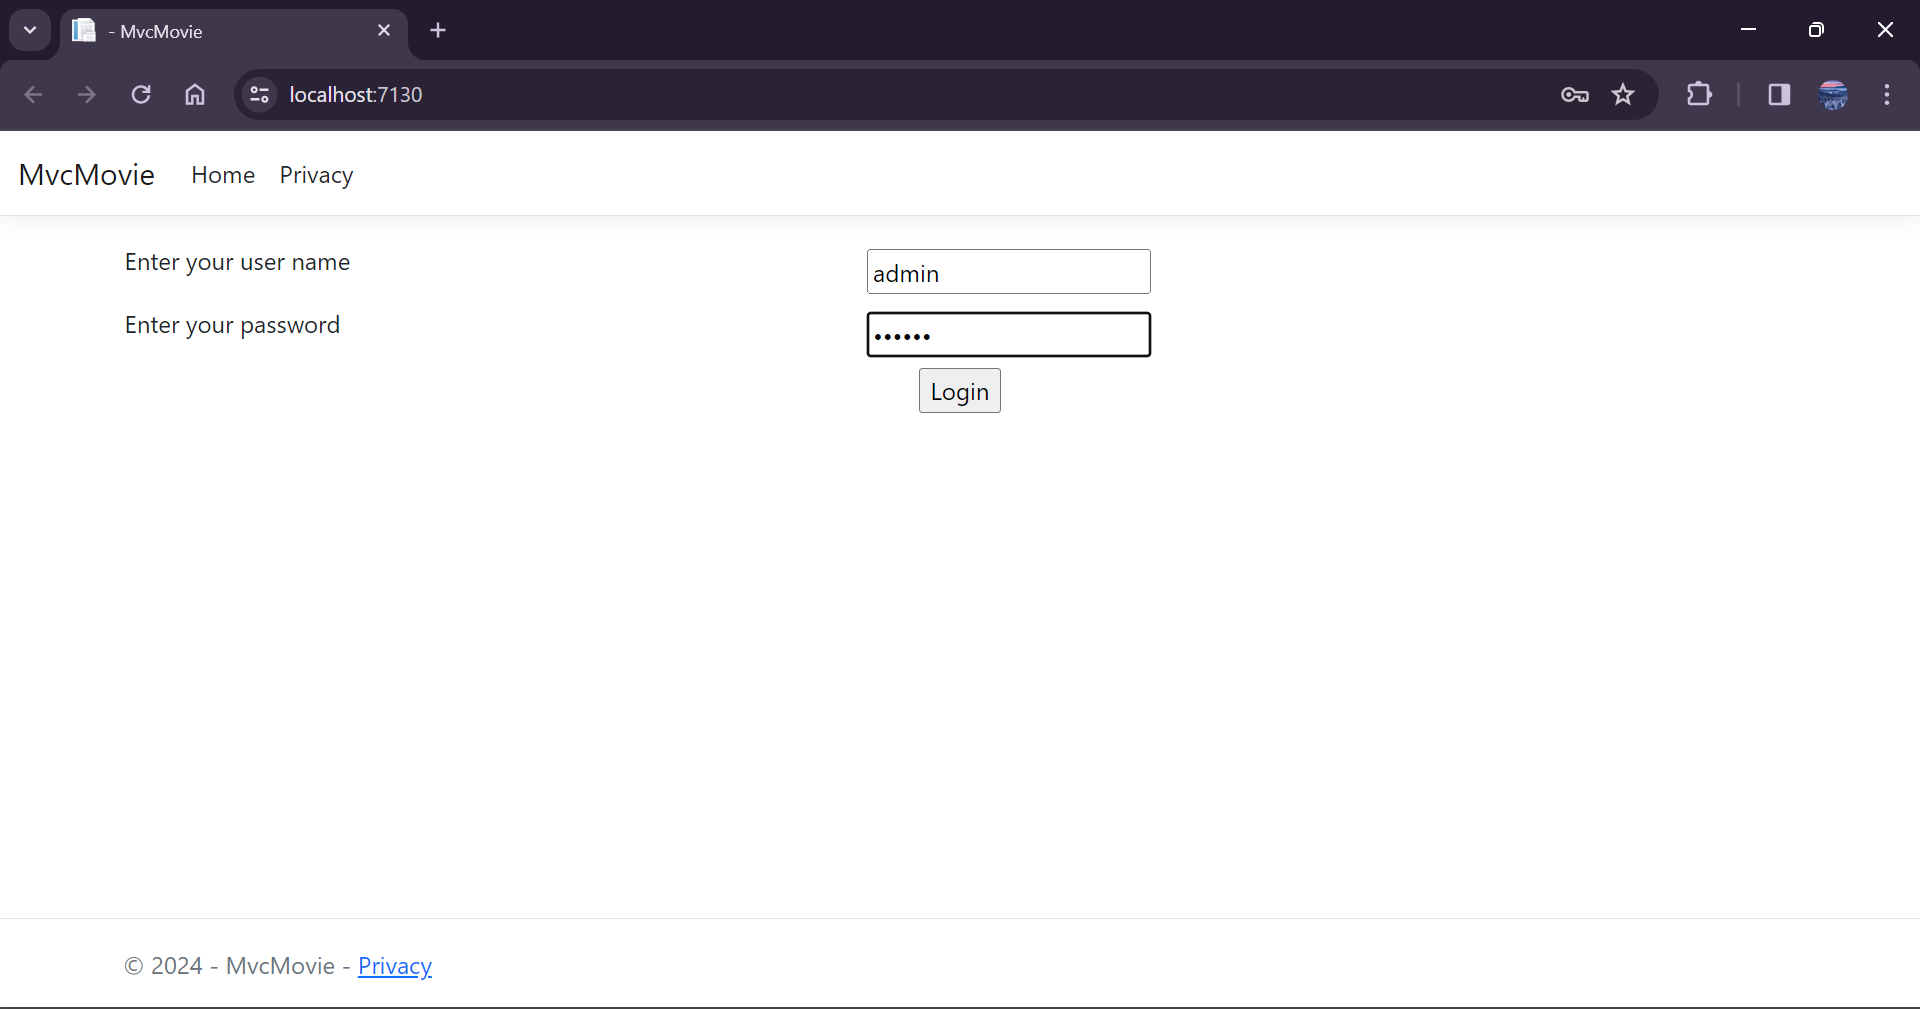 - MvcMovie
localhost:7130
MvcMovie Home Privacy
Enter your user name admin
Enter your password ••••••
Login
© 2024 - MvcMovie - Privacy